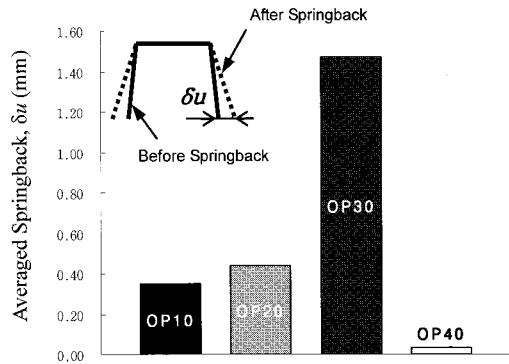 After Springback
1.60
1.40
1.20
1.00
0.80
0.60
0.40
0.20
0.00
Averaged Springback, δu (mm)
δu
Before Springback
OP10
OP20
OP30
OP40